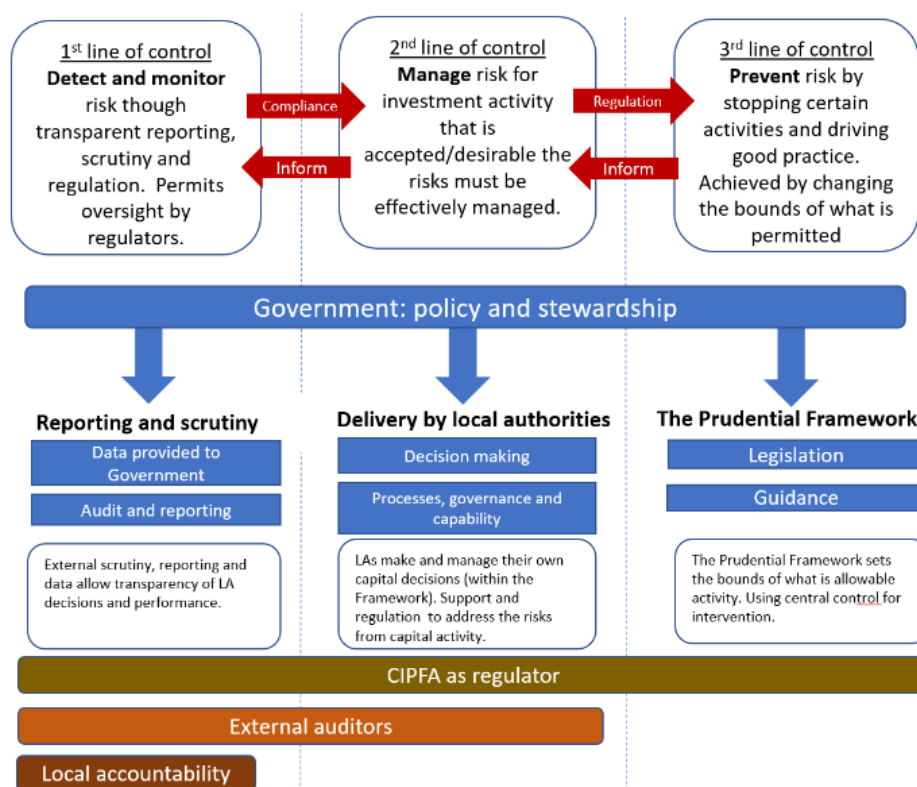 1st line of control
Detect and monitor
risk though
transparent reporting,
scrutiny and
regulation. Permits
oversight by
regulators.
Compliance
Inform
2nd line of control
Manage risk for
investment activity
that is
accepted/desirable the
risks must be
effectively managed.
Regulation
Inform
3rd line of control
Prevent risk by
stopping certain
activities and driving
good practice.
Achieved by changing
the bounds of what is
permitted
Government: policy and stewardship
Reporting and scrutiny
Data provided to
Government
Audit and reporting
External scrutiny, reporting and
data allow transparency of LA
decisions and performance.
Delivery by local authorities
Decision making
Processes, governance and
capability
LAs make and manage their own
capital decisions (within the
Framework). Support and
regulation to address the risks
from capital activity.
The Prudential Framework
Legislation
Guidance
The Prudential Framework sets
the bounds of what is allowable
activity. Using central control for
intervention.
CIPFA as regulator
External auditors
Local accountability